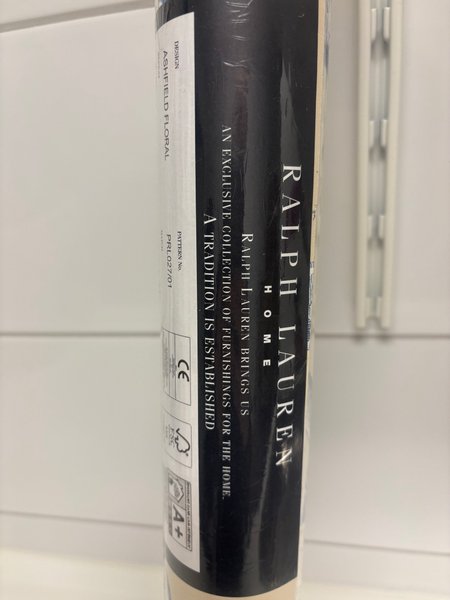 RALPH LAUREN
HOME
RALPH LAUREN BRINGS US
AN EXCLUSIVE COLLECTION OF FURNISHINGS FOR THE HOME.
A TRADITION IS ESTABLISHED
DESIGN
ASHFIELD FLORAL
PATTERN No.
PRL027/01
CE
FSC
A+